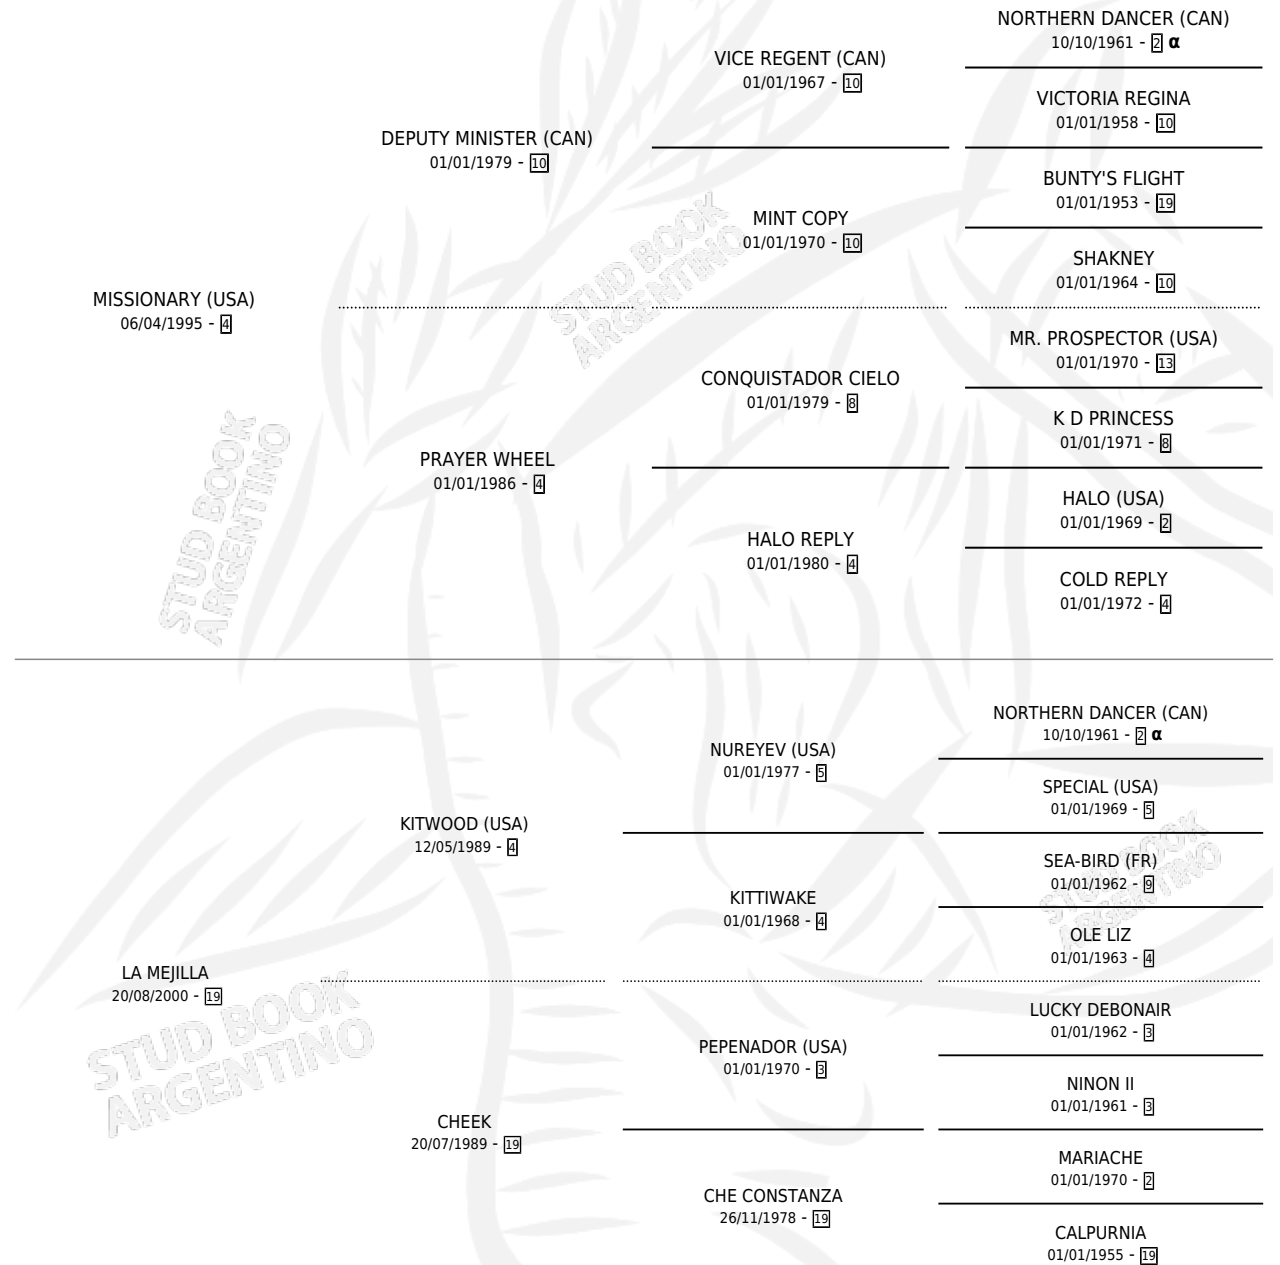 NORTHERN DANCER (CAN)
10/10/1961 - 2 α
VICE REGENT (CAN)
01/01/1967 - 10
VICTORIA REGINA
01/01/1958 - 10
DEPUTY MINISTER (CAN)
01/01/1979 - 10
BUNTY'S FLIGHT
01/01/1953 - 19
MINT COPY
01/01/1970 - 10
SHAKNEY
01/01/1964 - 10
MISSIONARY (USA)
06/04/1995 - 4
MR. PROSPECTOR (USA)
01/01/1970 - 13
CONQUISTADOR CIELO
01/01/1979 - 8
K D PRINCESS
01/01/1971 - 8
PRAYER WHEEL
01/01/1986 - 4
HALO (USA)
01/01/1969 - 2
HALO REPLY
01/01/1980 - 4
COLD REPLY
01/01/1972 - 4
NORTHERN DANCER (CAN)
10/10/1961 - 2 α
NUREYEV (USA)
01/01/1977 - 5
SPECIAL (USA)
01/01/1969 - 5
KITWOOD (USA)
12/05/1989 - 4
SEA-BIRD (FR)
01/01/1962 - 9
KITTIWAKE
01/01/1968 - 4
OLE LIZ
01/01/1963 - 4
LA MEJILLA
20/08/2000 - 19
LUCKY DEBONAIR
01/01/1962 - 3
PEPENADOR (USA)
01/01/1970 - 3
NINON II
01/01/1961 - 3
CHEEK
20/07/1989 - 19
MARIACHE
01/01/1970 - 2
CHE CONSTANZA
26/11/1978 - 19
CALPURNIA
01/01/1955 - 19
STUD BOOK
ARGENTINO
STUD BOOK
ARGENTINO
STUD BOOK
ARGENTINO
STUD BOOK
ARGENTINO